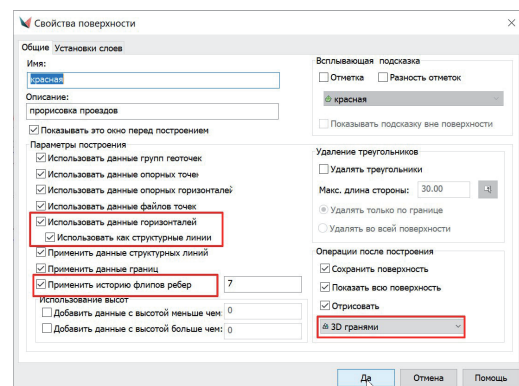 Свойства поверхности
Общие Установки слоев
Имя:
красная
Описание:
прорисовка проездов
Показывать это окно перед построением
Параметры построения
Использовать данные групп геоточек
Использовать данные опорных точек
Использовать данные опорных горизонталей
Использовать данные файлов точек
Использовать данные горизонталей
Использовать как структурные линии
Применить данные структурных линий
Применить данные границ
Применить историю флипов ребер 7
Использование высот
Добавить данные с высотой меньше чем: 0
Добавить данные с высотой больше чем: 0
Всплывающая подсказка
Отметка Разность отметок
красная
Показывать подсказку вне поверхности
Удаление треугольников
Удалять треугольники
Макс. длина стороны: 30.00
Удалять только по границе
Удалять во всей поверхности
Операции после построения
Сохранить поверхность
Показать всю поверхность
Отрисовать
3D гранями
Да Отмена Помощь